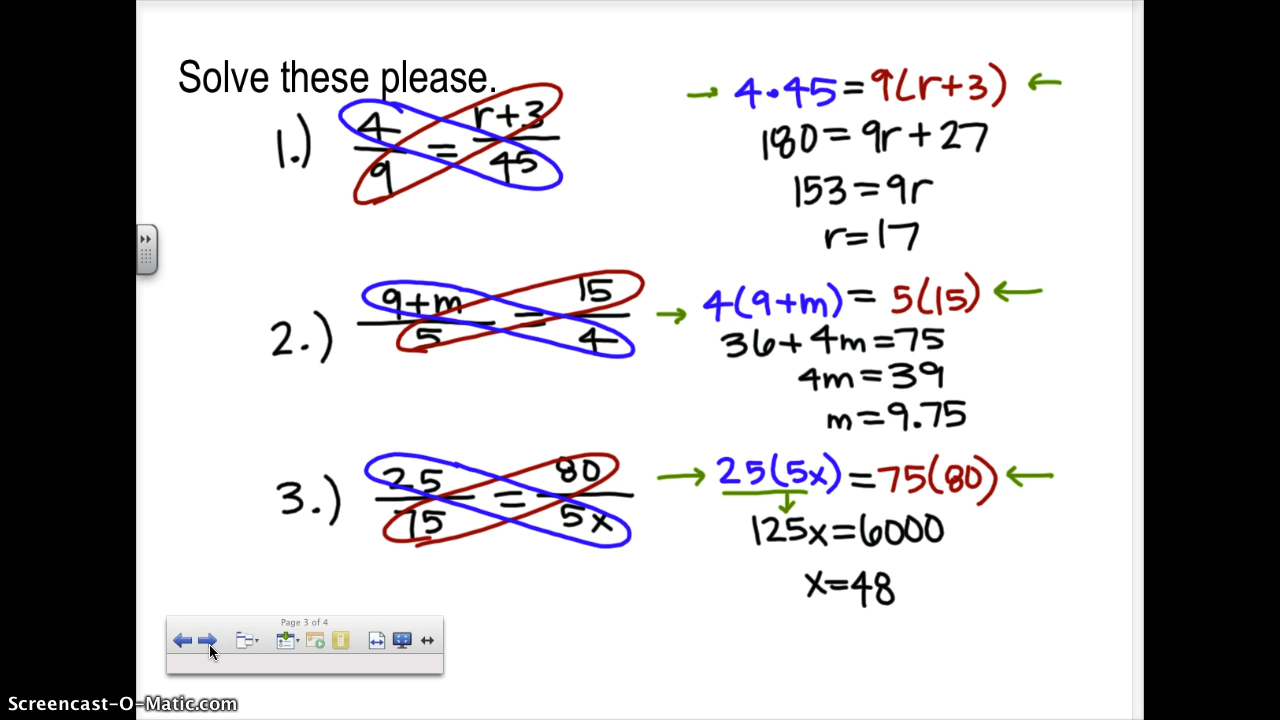 Solve these please.
1.) 4/9 = r+3/45
4·45=9(r+3)
180=9r+27
153=9r
r=17
2.) 9+m/5 = 15/4
4(9+m)=5(15)
36+4m=75
4m=39
m=9.75
3.) 25/75 = 80/5x
25(5x)=75(80)
125x=6000
x=48
Page 3 of 4
Screencast-O-Matic.com